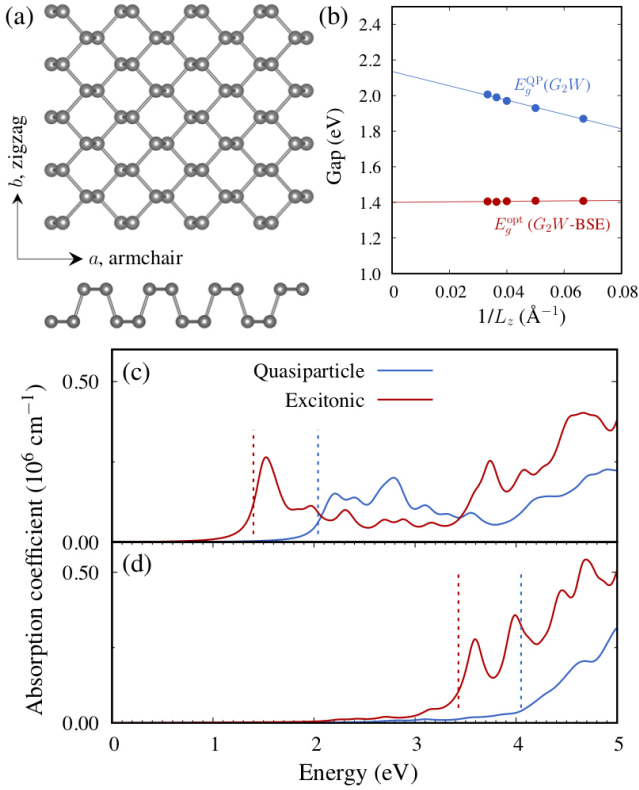 (a)
b, zigzag
a, armchair
(b)
Gap (eV)
2.4
2.2
2.0
1.8
1.6
1.4
1.2
1.0
E_g^QP(G_2W)
E_g^opt (G_2W-BSE)
0 0.02 0.04 0.06 0.08
1/L_z (Å^−1)
(c)
Quasiparticle
Excitonic
0.50
0.00
(d)
0.50
0.00
Absorption coefficient (10^6 cm^−1)
0 1 2 3 4 5
Energy (eV)